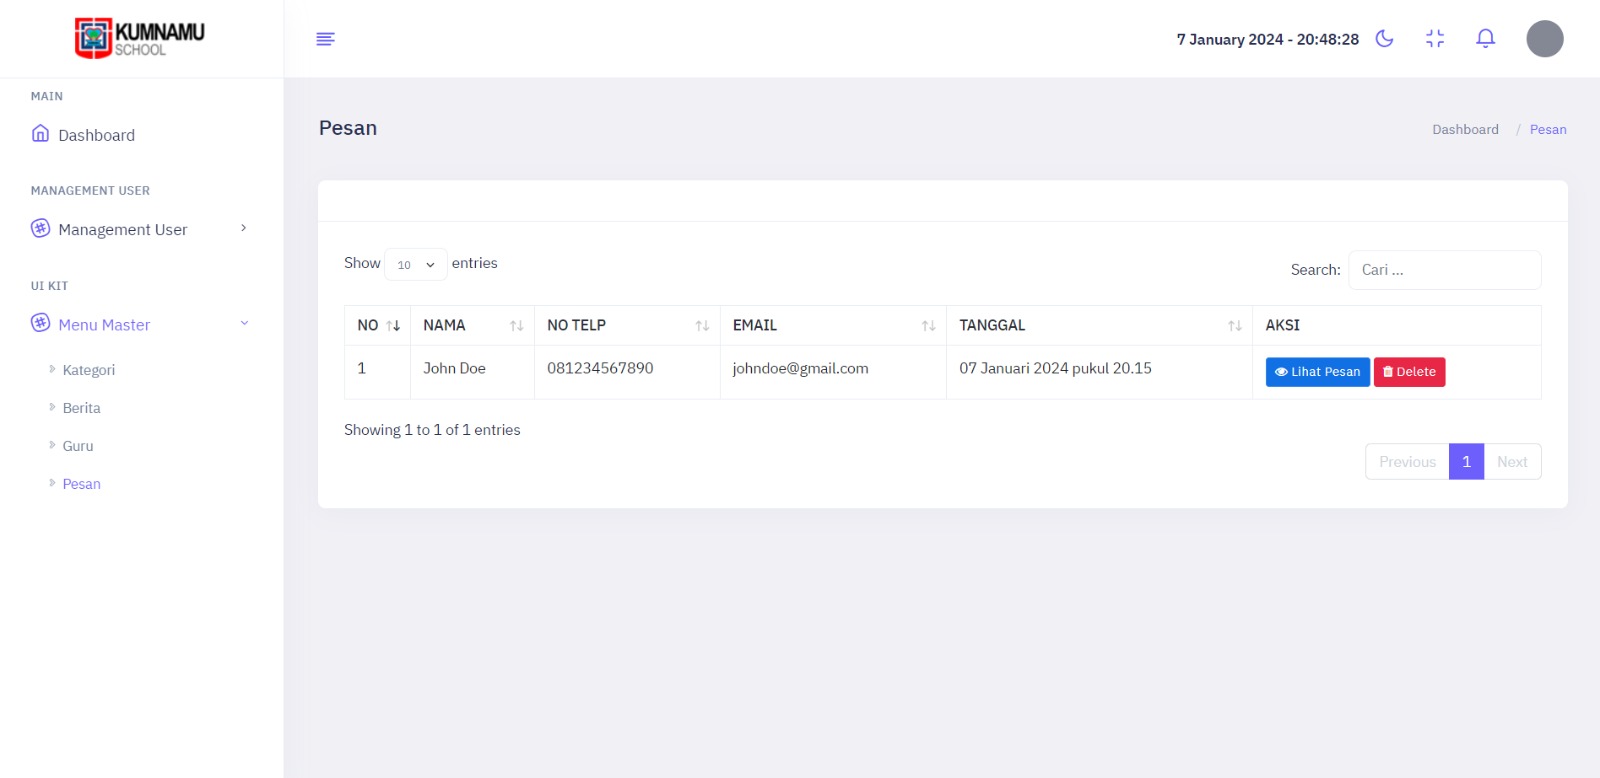 KUMNAMU
SCHOOL
7 January 2024 - 20:48:28
MAIN
Dashboard
MANAGEMENT USER
Management User
UI KIT
Menu Master
Kategori
Berita
Guru
Pesan
Pesan
Dashboard / Pesan
Show 10 entries
Search: Cari ...
NO NAMA NO TELP EMAIL TANGGAL AKSI
1 John Doe 081234567890 johndoe@gmail.com 07 Januari 2024 pukul 20.15 Lihat Pesan Delete
Showing 1 to 1 of 1 entries
Previous 1 Next